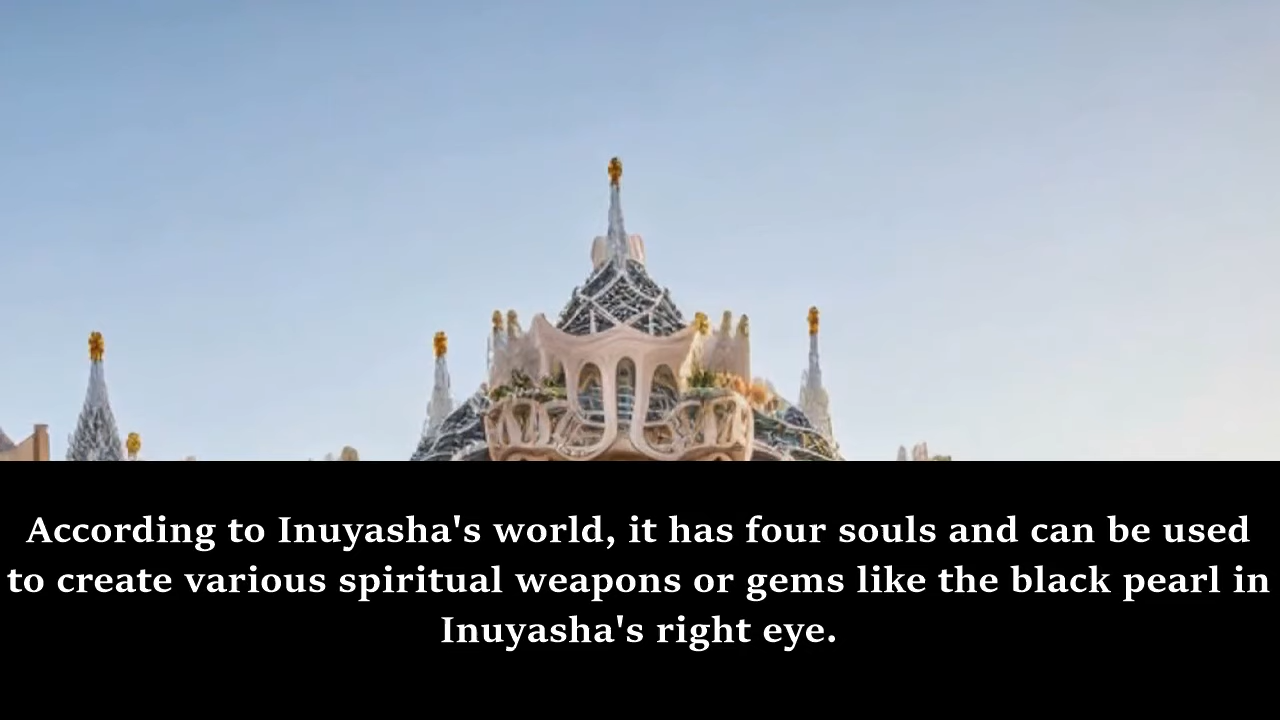 According to Inuyasha's world, it has four souls and can be used
to create various spiritual weapons or gems like the black pearl in
Inuyasha's right eye.